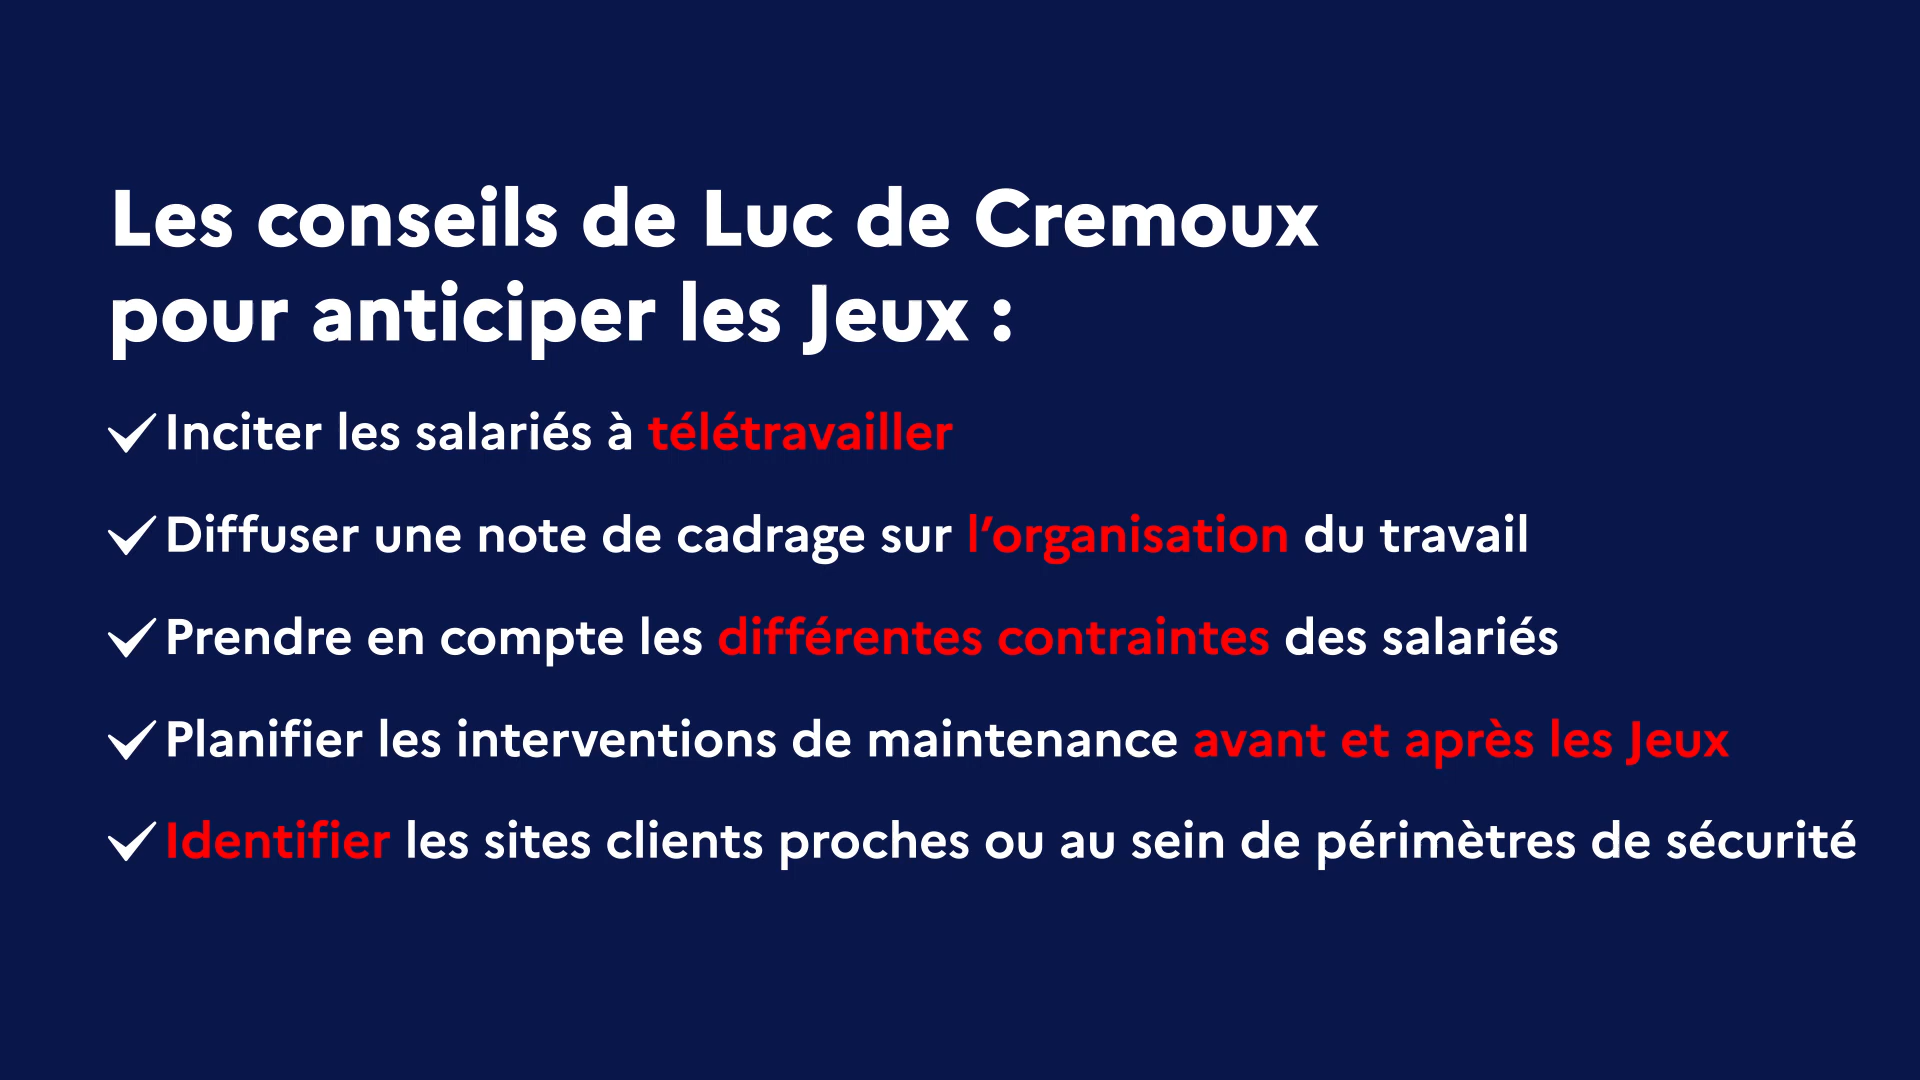 Les conseils de Luc de Cremoux
pour anticiper les Jeux :
Inciter les salariés à télétravailler
Diffuser une note de cadrage sur l’organisation du travail
Prendre en compte les différentes contraintes des salariés
Planifier les interventions de maintenance avant et après les Jeux
Identifier les sites clients proches ou au sein de périmètres de sécurité